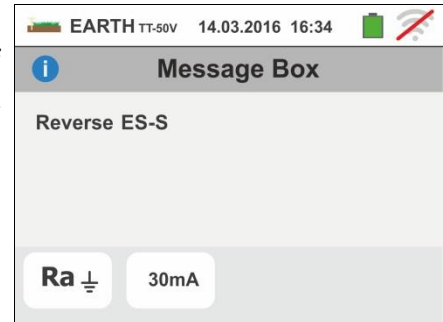 EARTH TT-50V 14.03.2016 16:34
i Message Box
Reverse ES-S
Ra 30mA